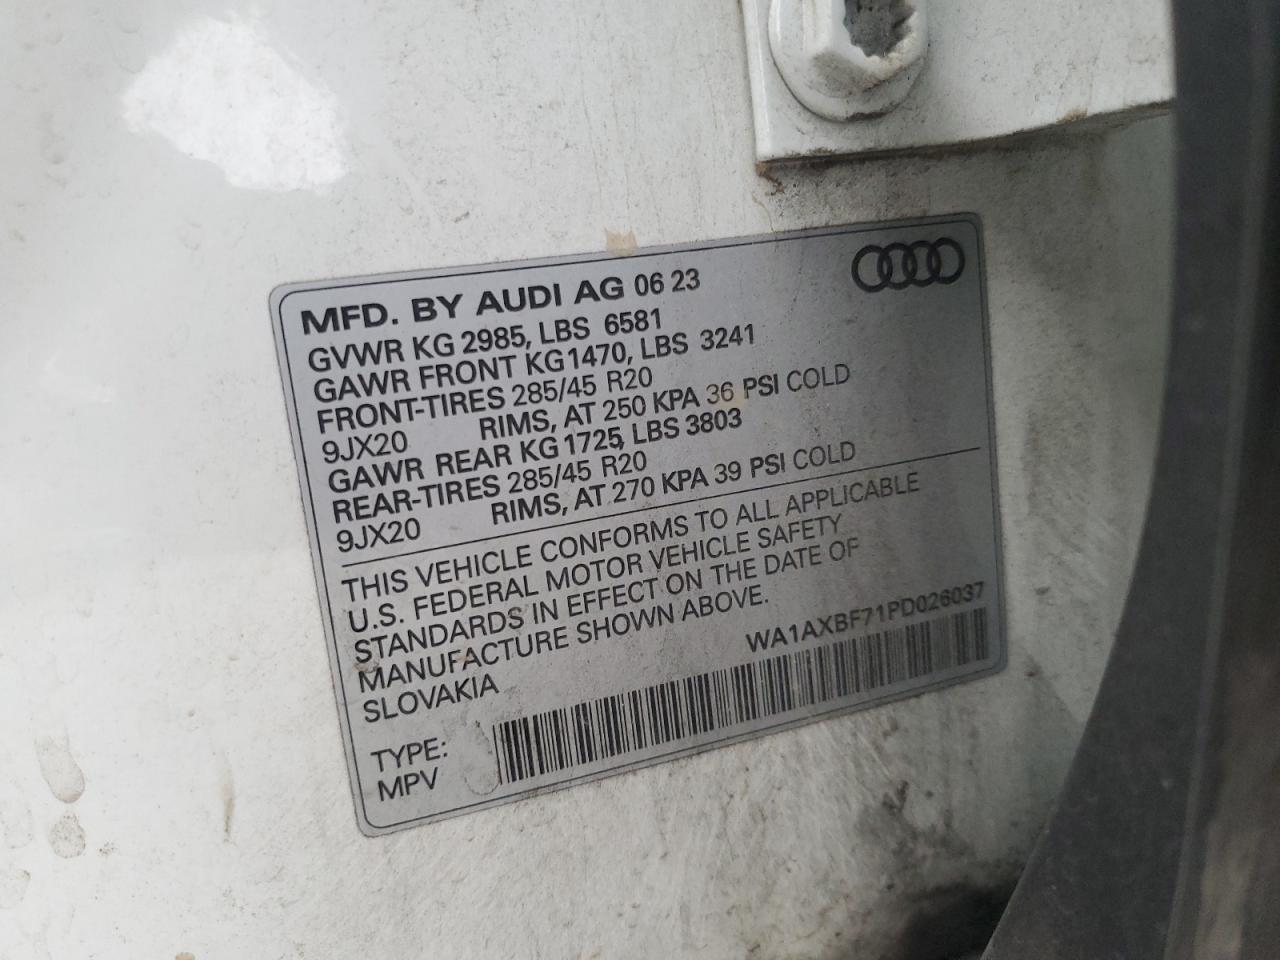 MFD. BY AUDI AG 06 23
GVWR KG 2985, LBS 6581
GAWR FRONT KG 1470, LBS 3241
FRONT-TIRES 285/45 R20
9JX20 RIMS, AT 250 KPA 36 PSI COLD
GAWR REAR KG 1725, LBS 3803
REAR-TIRES 285/45 R20
9JX20 RIMS, AT 270 KPA 39 PSI COLD
THIS VEHICLE CONFORMS TO ALL APPLICABLE
U.S. FEDERAL MOTOR VEHICLE SAFETY
STANDARDS IN EFFECT ON THE DATE OF
MANUFACTURE SHOWN ABOVE.
SLOVAKIA
WA1AXBF71PD026037
TYPE:
MPV